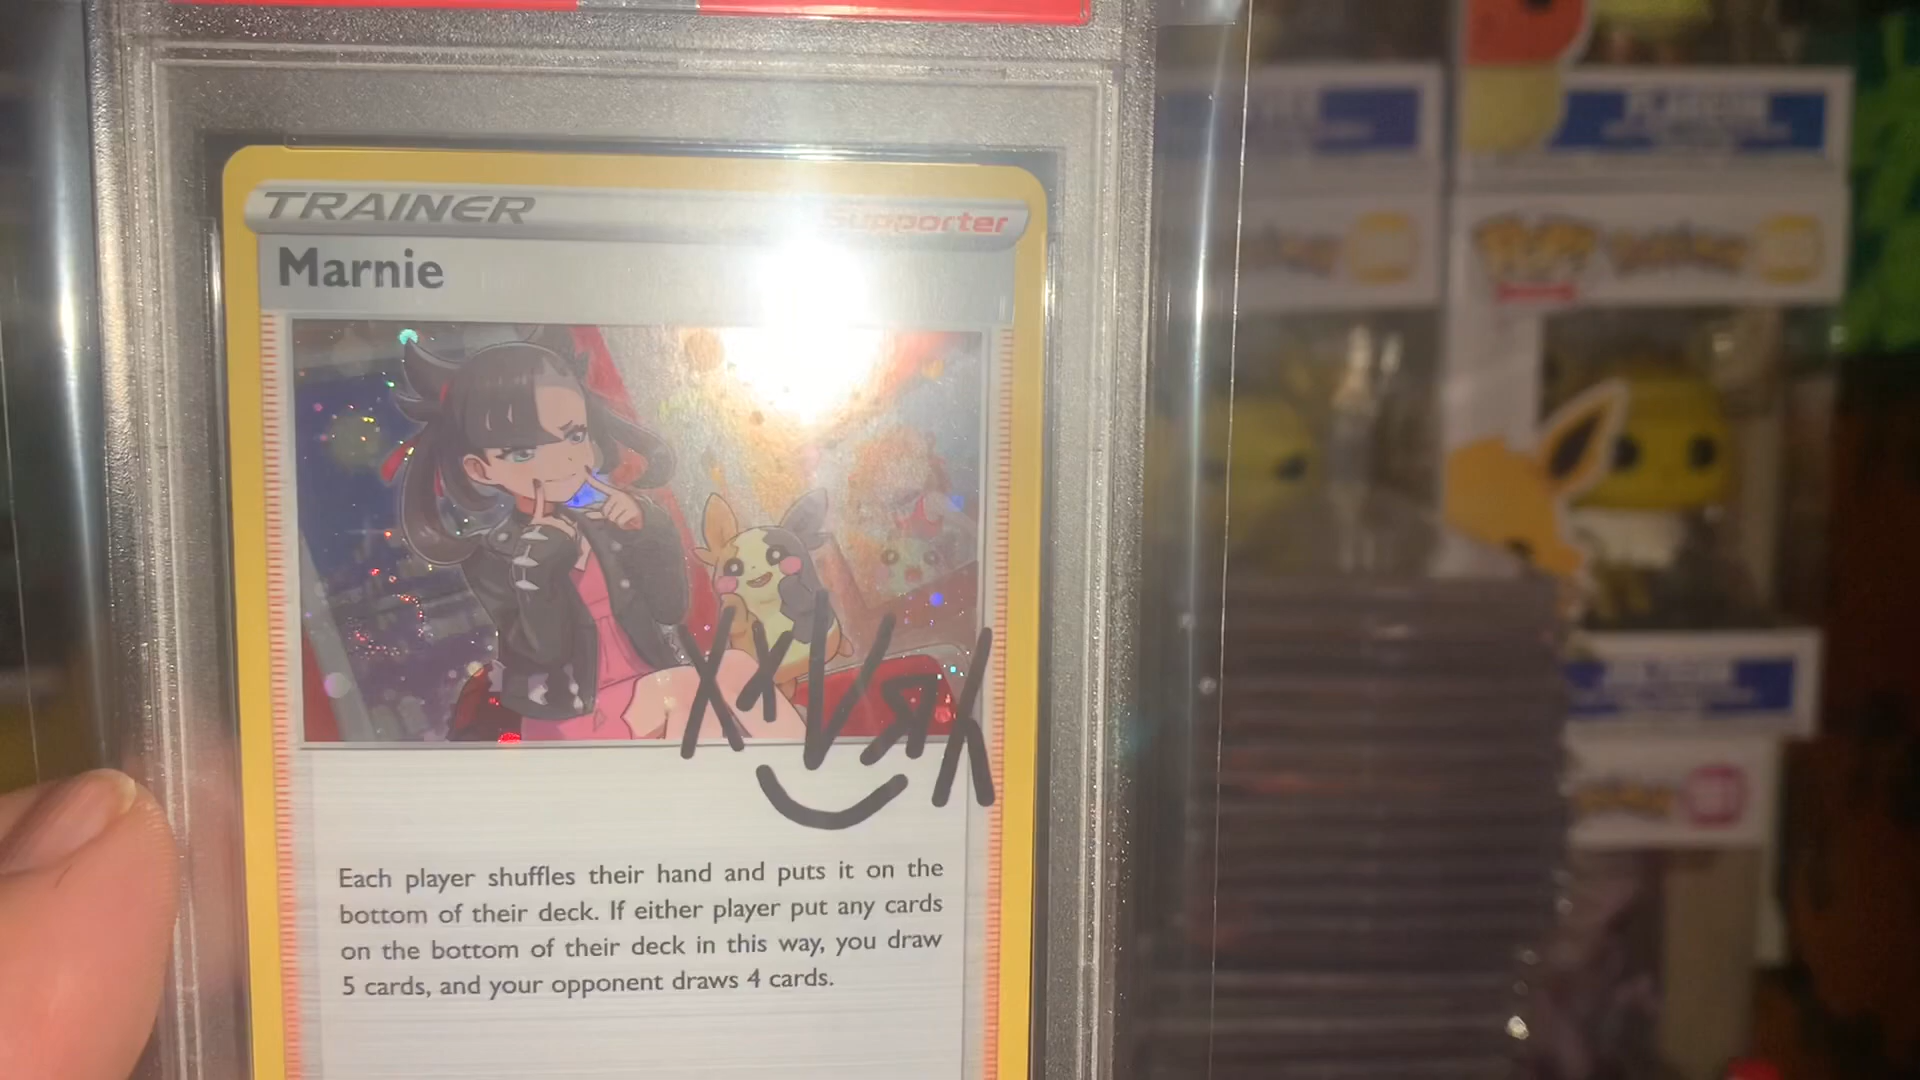 TRAINER
Supporter
Marnie
Each player shuffles their hand and puts it on the
bottom of their deck. If either player put any cards
on the bottom of their deck in this way, you draw
5 cards, and your opponent draws 4 cards.